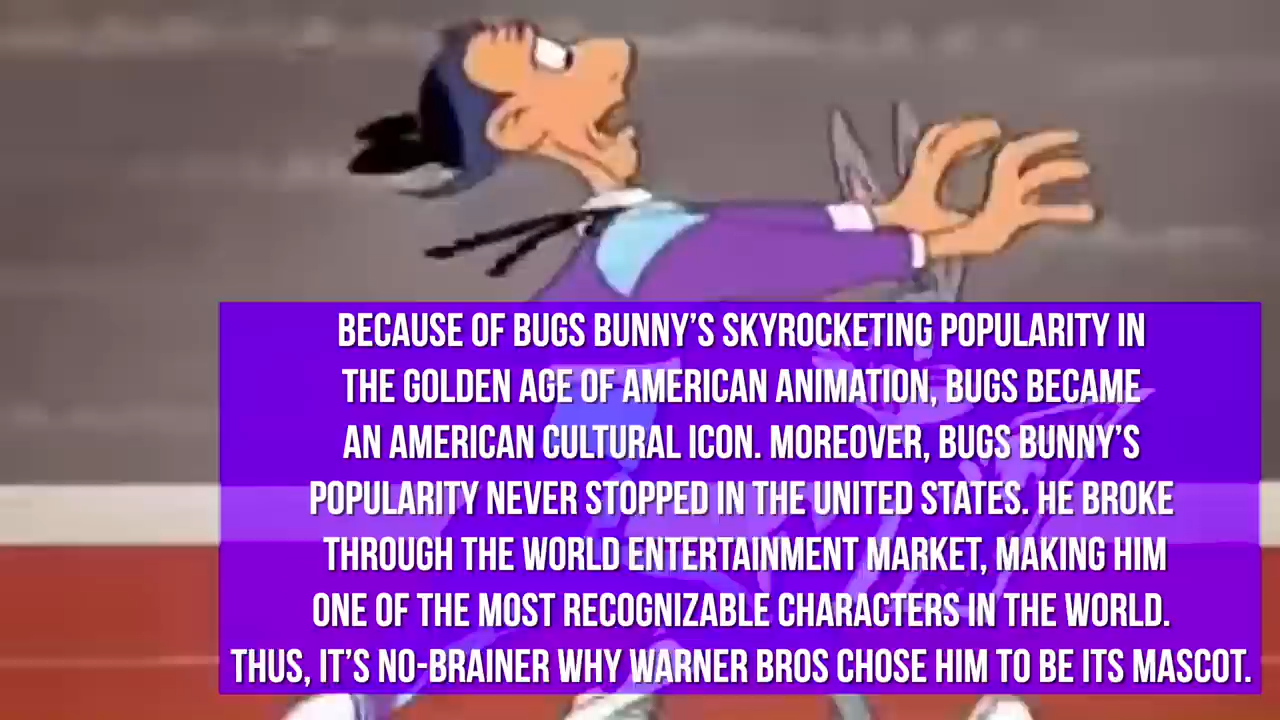 BECAUSE OF BUGS BUNNY'S SKYROCKETING POPULARITY IN
THE GOLDEN AGE OF AMERICAN ANIMATION, BUGS BECAME
AN AMERICAN CULTURAL ICON. MOREOVER, BUGS BUNNY'S
POPULARITY NEVER STOPPED IN THE UNITED STATES. HE BROKE
THROUGH THE WORLD ENTERTAINMENT MARKET, MAKING HIM
ONE OF THE MOST RECOGNIZABLE CHARACTERS IN THE WORLD.
THUS, IT'S NO-BRAINER WHY WARNER BROS CHOSE HIM TO BE ITS MASCOT.